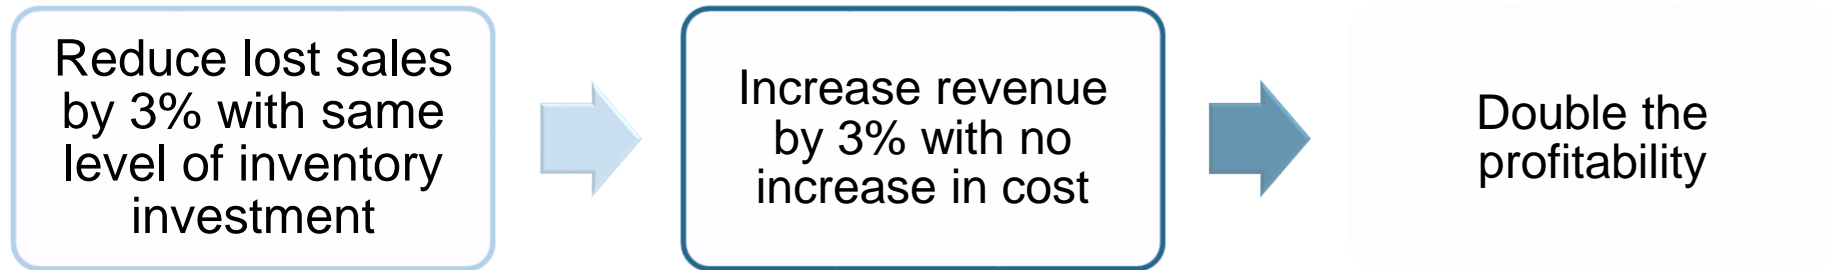 Reduce lost sales
by 3% with same
level of inventory
investment
Increase revenue
by 3% with no
increase in cost
Double the
profitability